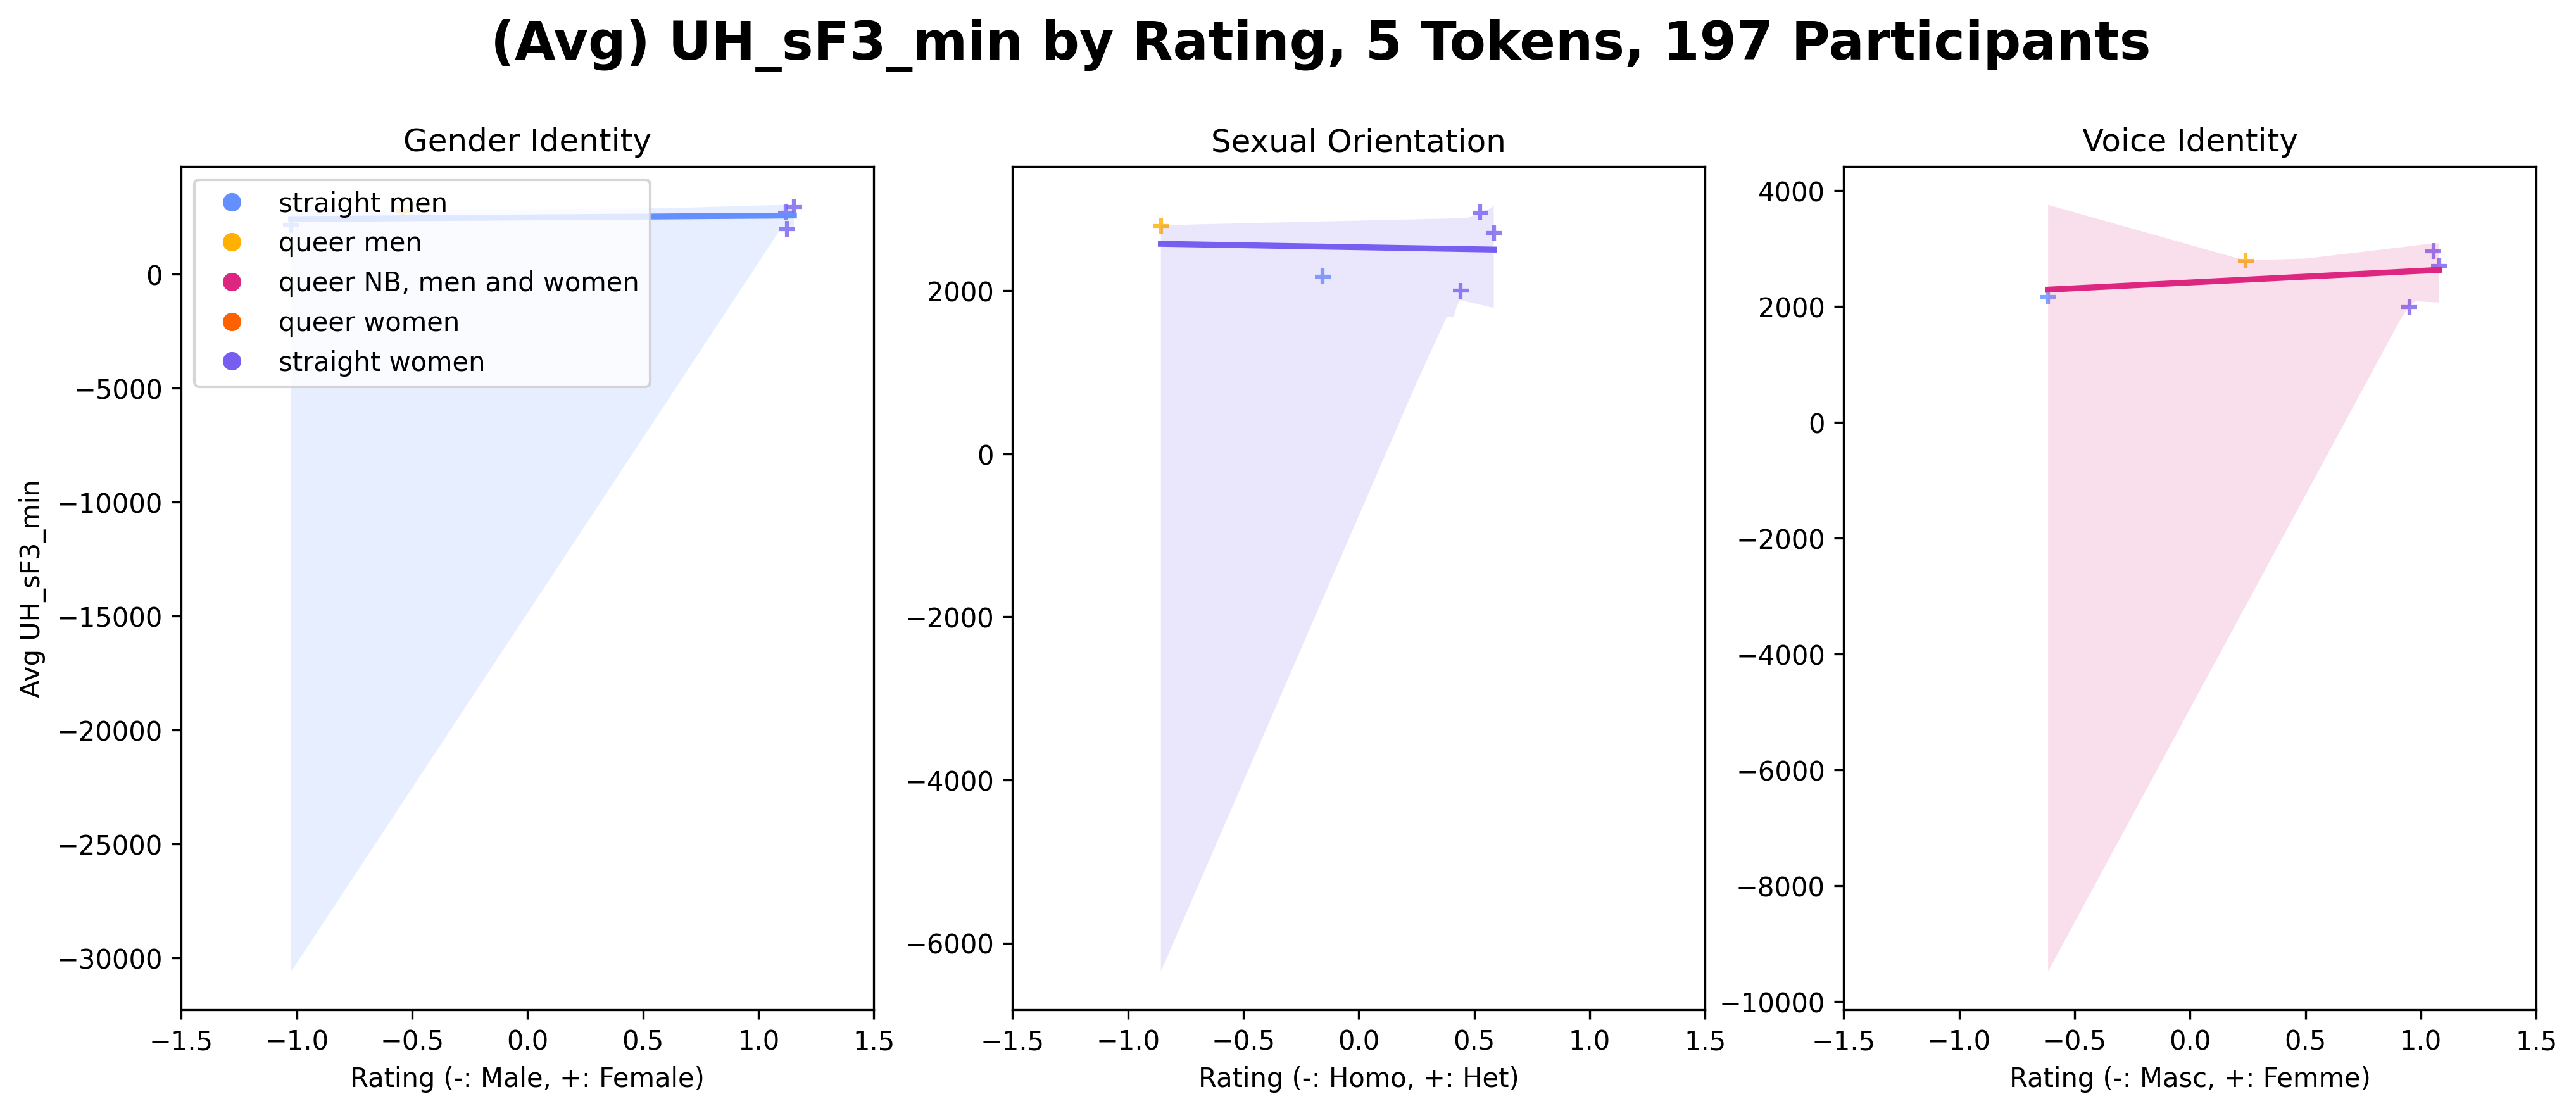 (Avg) UH_sF3_min by Rating, 5 Tokens, 197 Participants
Gender Identity
straight men
queer men
queer NB, men and women
queer women
straight women
Avg UH_sF3_min
0
−5000
−10000
−15000
−20000
−25000
−30000
−1.5 −1.0 −0.5 0.0 0.5 1.0 1.5
Rating (-: Male, +: Female)
Sexual Orientation
2000
0
−2000
−4000
−6000
−1.5 −1.0 −0.5 0.0 0.5 1.0 1.5
Rating (-: Homo, +: Het)
Voice Identity
4000
2000
0
−2000
−4000
−6000
−8000
−10000
−1.5 −1.0 −0.5 0.0 0.5 1.0 1.5
Rating (-: Masc, +: Femme)